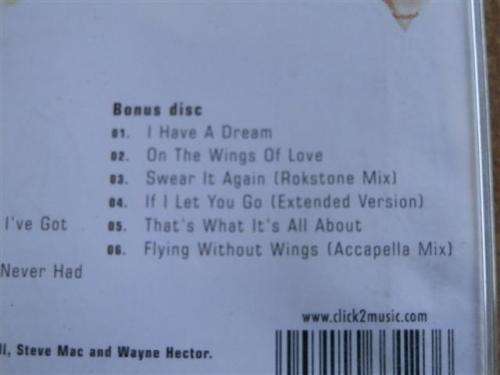 Bonus disc
01. I Have A Dream
02. On The Wings Of Love
03. Swear It Again (Rokstone Mix)
04. If I Let You Go (Extended Version)
I've Got
05. That's What It's All About
06. Flying Without Wings (Accapella Mix)
Never Had
www.click2music.com
Steve Mac and Wayne Hector.